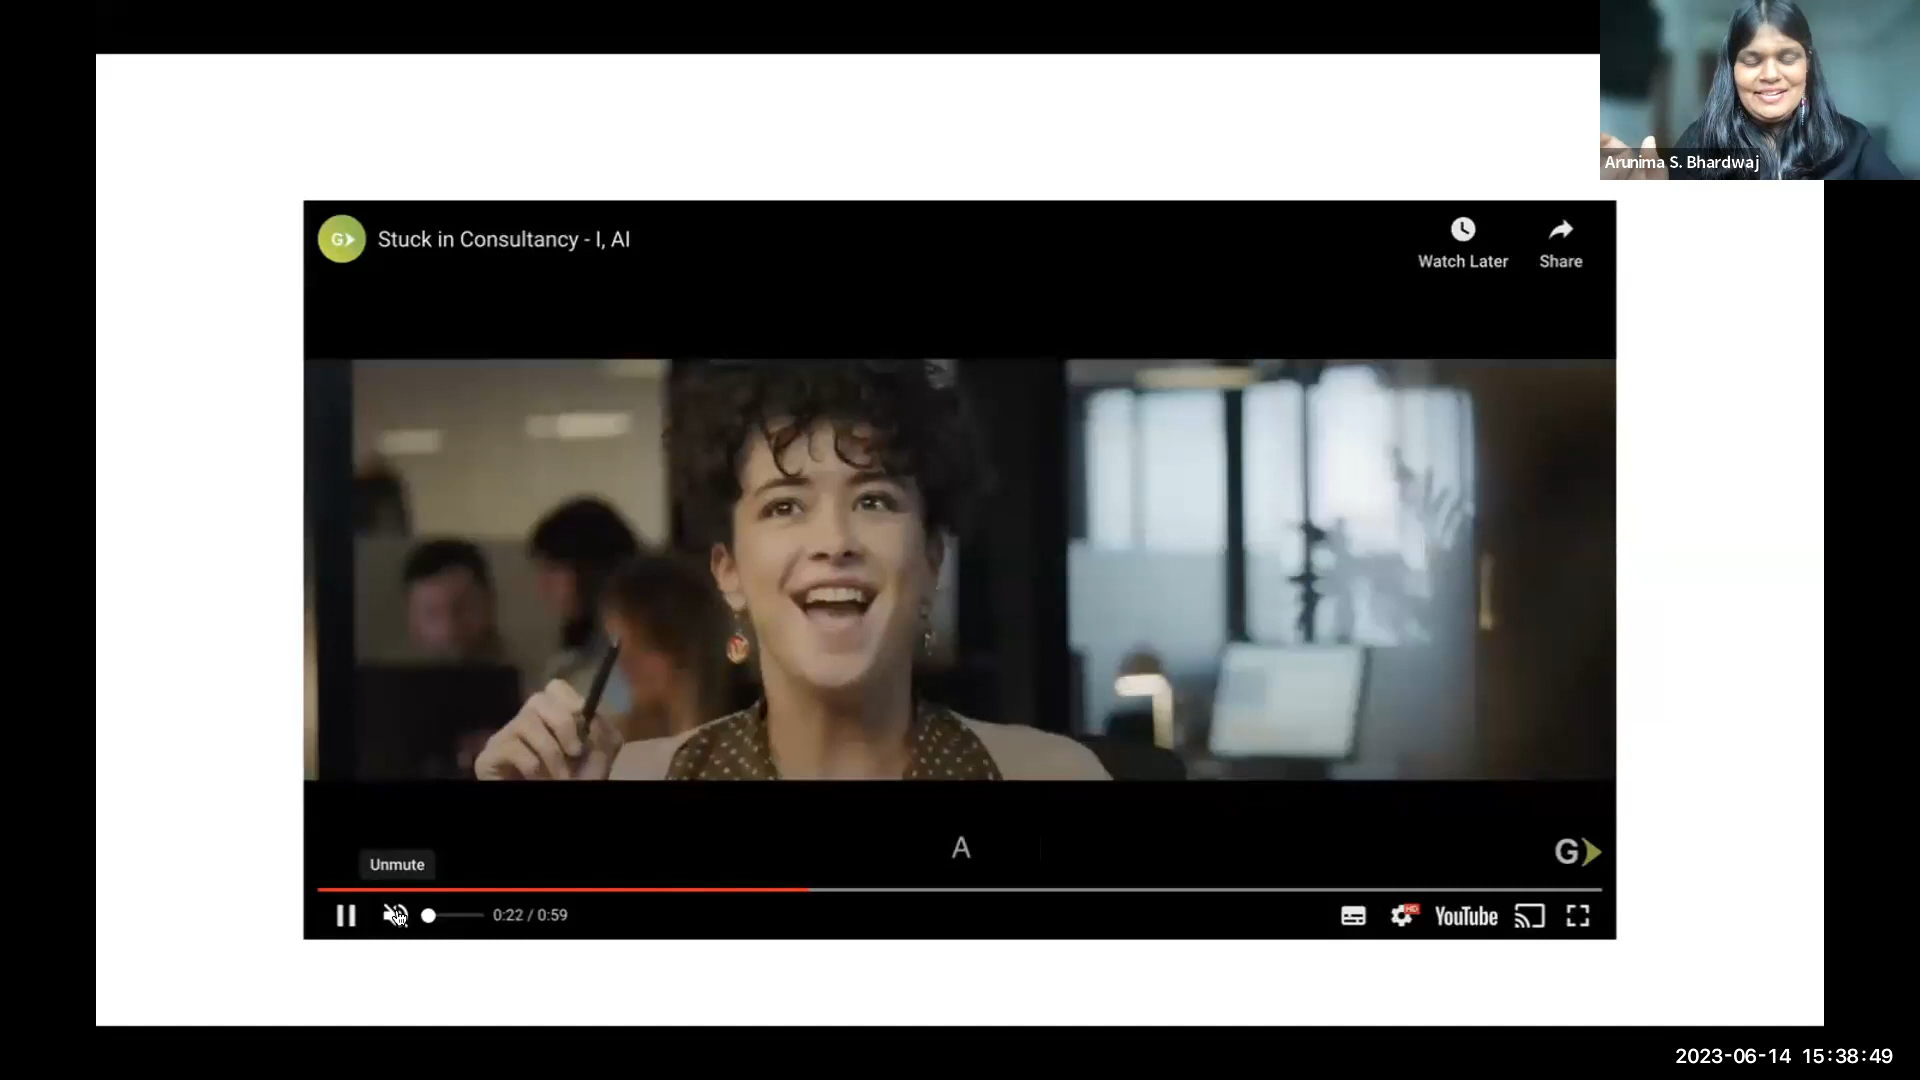 Arunima S. Bhardwaj
G
Stuck in Consultancy - I, AI
Watch Later
Share
A
G
Unmute
0:22 / 0:59
HD
YouTube
2023-06-14 15:38:49